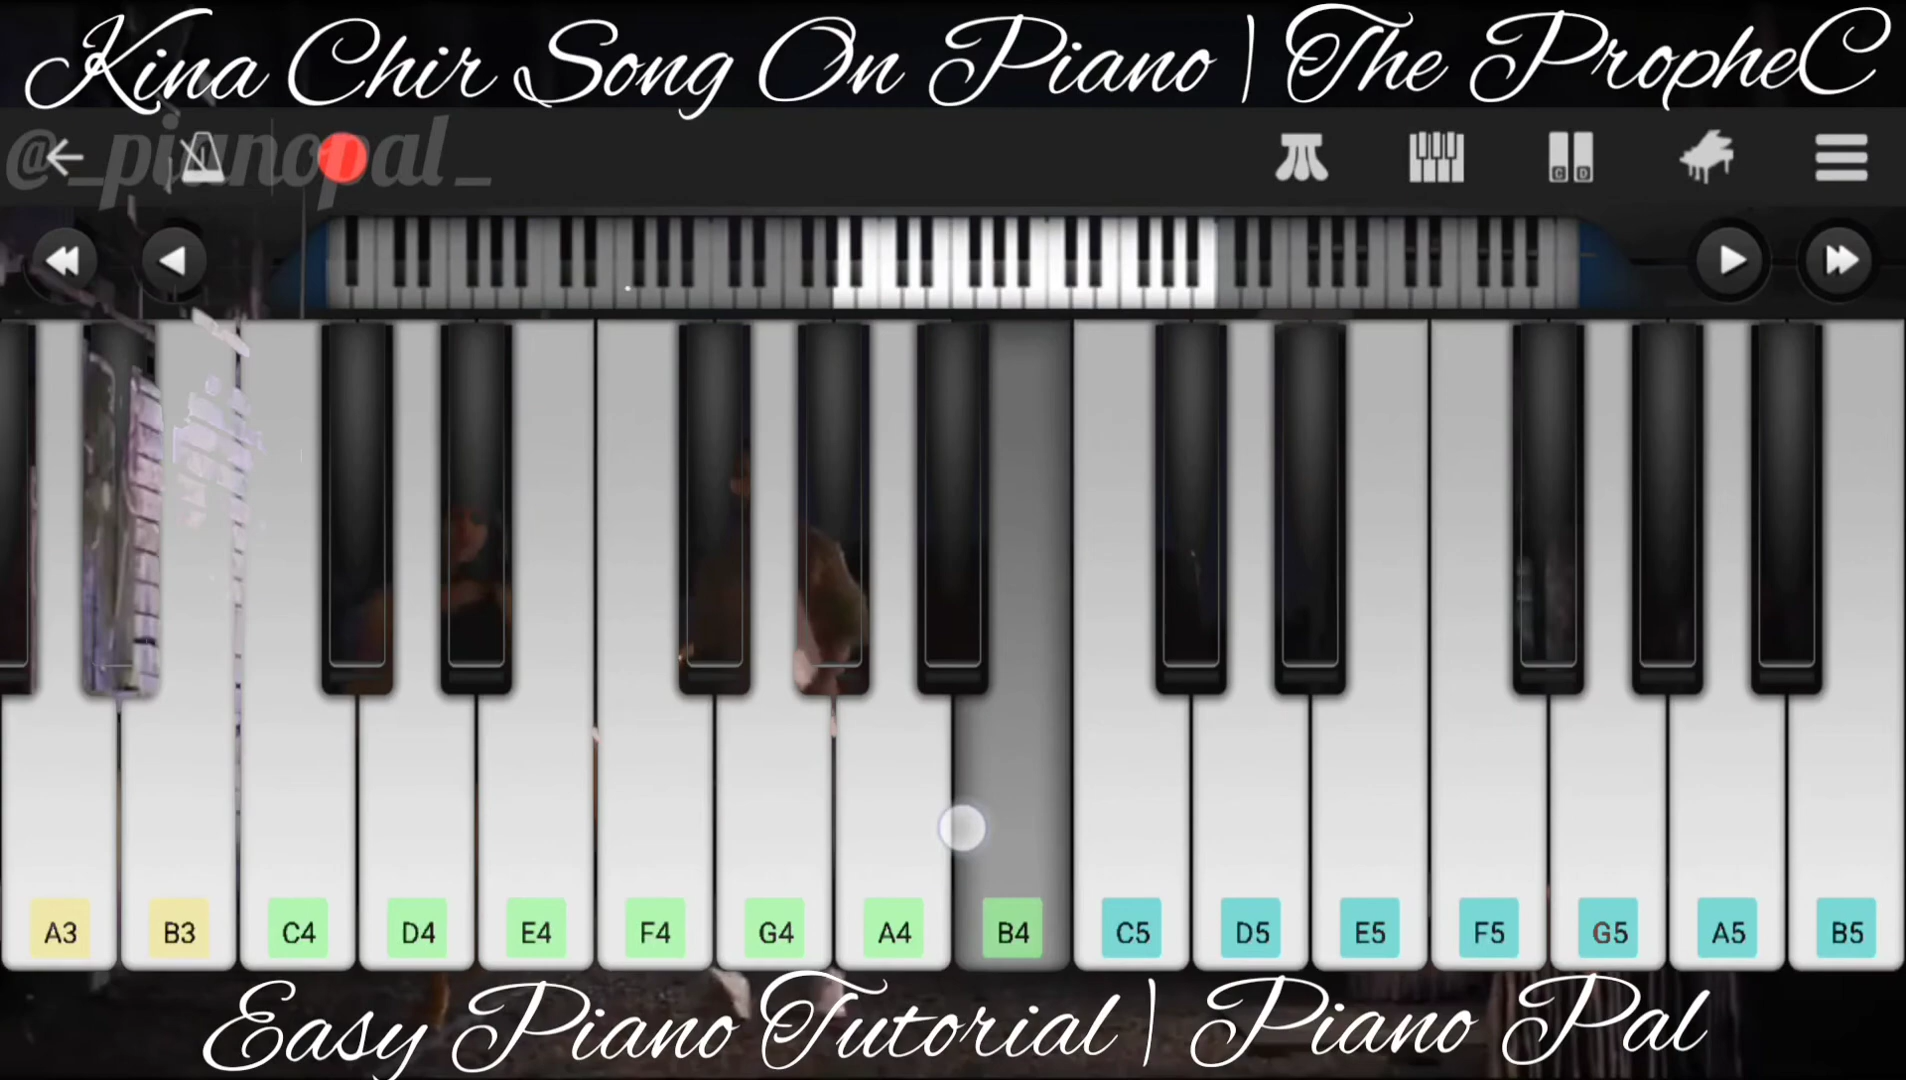 Kina Chir Song On Piano | The PropheC
@_pianopal_
C D
A3 B3 C4 D4 E4 F4 G4 A4 B4 C5 D5 E5 F5 G5 A5 B5
Easy Piano Tutorial | Piano Pal